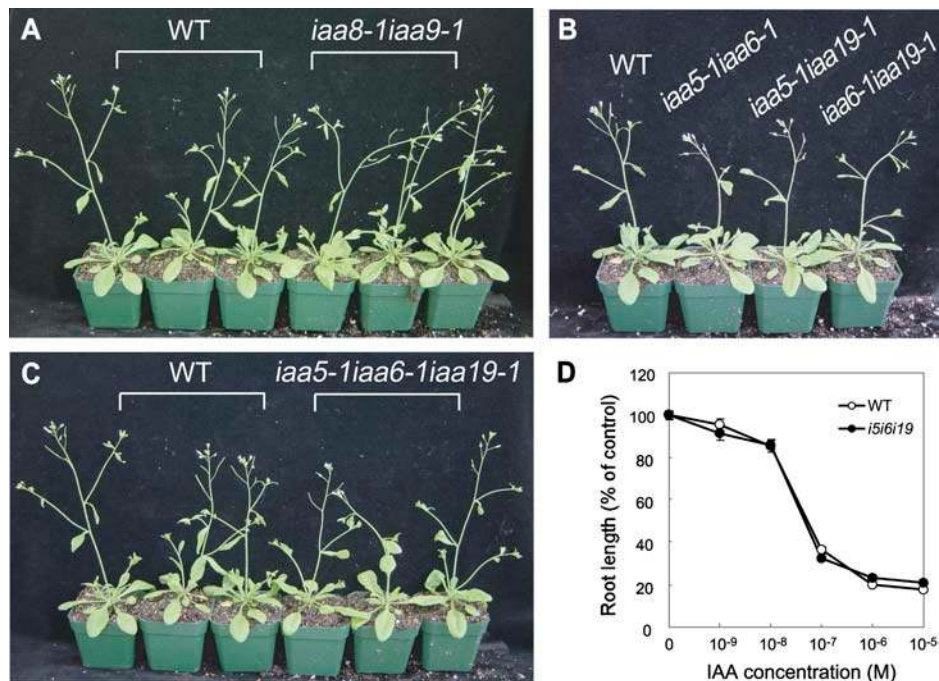 A
WT
iaa8-1iaa9-1
B
WT
iaa5-1iaa6-1
iaa5-1iaa19-1
iaa6-1iaa19-1
C
WT
iaa5-1iaa6-1iaa19-1
D
120
100
80
60
40
20
0
Root length (% of control)
WT
i5i6i19
0 10⁻⁹ 10⁻⁸ 10⁻⁷ 10⁻⁶ 10⁻⁵
IAA concentration (M)